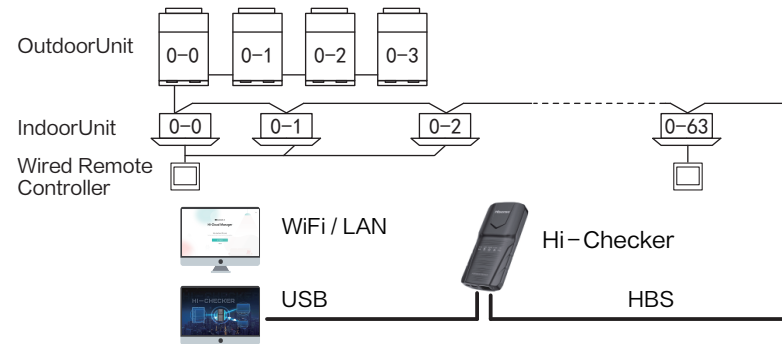 OutdoorUnit
0-0
0-1
0-2
0-3
IndoorUnit
0-0
0-1
0-2
0-63
Wired Remote
Controller
WiFi / LAN
Hi-Checker
HI-CHECKER
USB
HBS